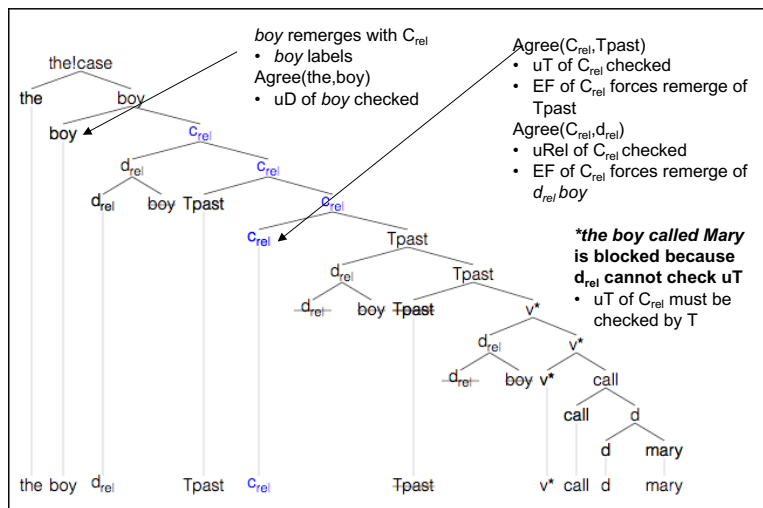 boy remerges with Crel
• boy labels
Agree(the,boy)
• uD of boy checked
Agree(Crel,Tpast)
• uT of Crel checked
• EF of Crel forces remerge of
Tpast
Agree(Crel,drel)
• uRel of Crel checked
• EF of Crel forces remerge of
drel boy
*the boy called Mary
is blocked because
drel cannot check uT
• uT of Crel must be
checked by T
the!case
the boy
boy crel
drel crel
drel boy Tpast crel
crel Tpast
drel Tpast
drel boy Tpast v*
drel v*
drel boy v* call
call d
d mary
the boy drel Tpast crel Tpast v* call d mary